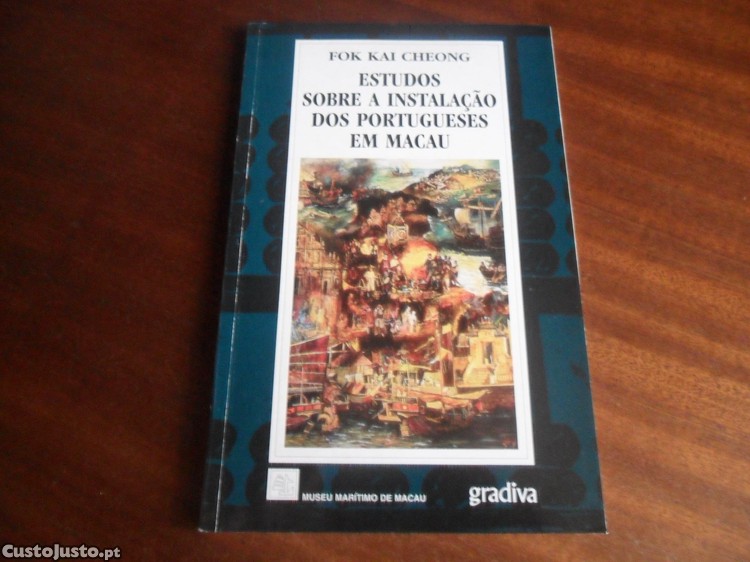 FOK KAI CHEONG
ESTUDOS
SOBRE A INSTALAÇÃO
DOS PORTUGUESES
EM MACAU
MUSEU MARÍTIMO DE MACAU
gradiva
CustoJusto.pt